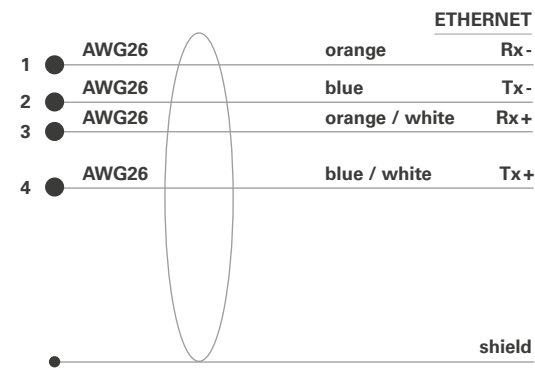 ETHERNET
1 AWG26 orange Rx-
2 AWG26 blue Tx-
3 AWG26 orange / white Rx+
4 AWG26 blue / white Tx+
shield